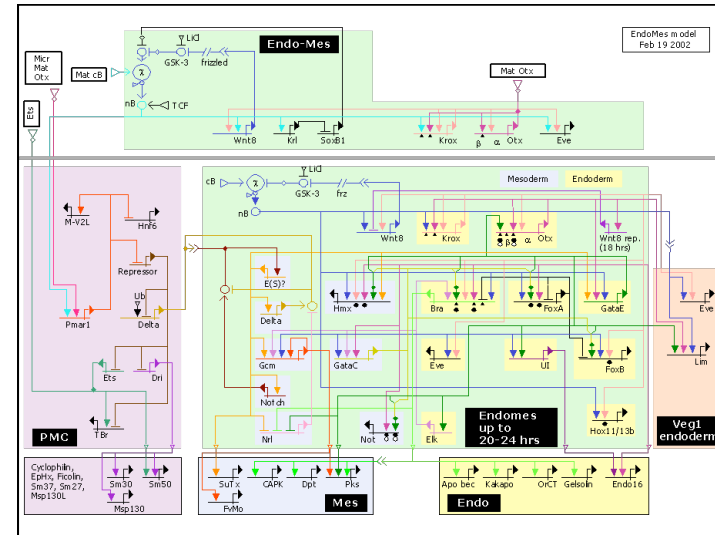 EndoMes model
Feb 19 2002
Micr
Mat
Otx
Mat cB
Ets
LiCl
GSK-3
frizzled
Endo-Mes
χ
nB
TCF
Mat Otx
Wnt8
Krl
SoxB1
Krox
β
α
Otx
Eve
M-V2L
Hnf6
Repressor
Ub
Pmar1
Delta
Ets
Dri
TBr
PMC
cB
χ
LiCl
GSK-3
frz
nB
Mesoderm
Endoderm
Wnt8
Krox
β
α
Otx
Wnt8 rep.
(18 hrs)
E(S)?
Hmx
Bra
FoxA
GataE
Delta
Gcm
GataC
Eve
UI
FoxB
Notch
Nrl
Not
Elk
Endomes
up to
20-24 hrs
Hox11/13b
Eve
Lim
Veg1
endoderm
Cyclophilin,
EpHx, Ficolin,
Sm37, Sm27,
Msp130L
Sm30
Sm50
Msp130
SuTx
CAPK
Dpt
Pks
FvMo
Mes
Apo bec
Kakapo
OrCT
Gelsolin
Endo16
Endo